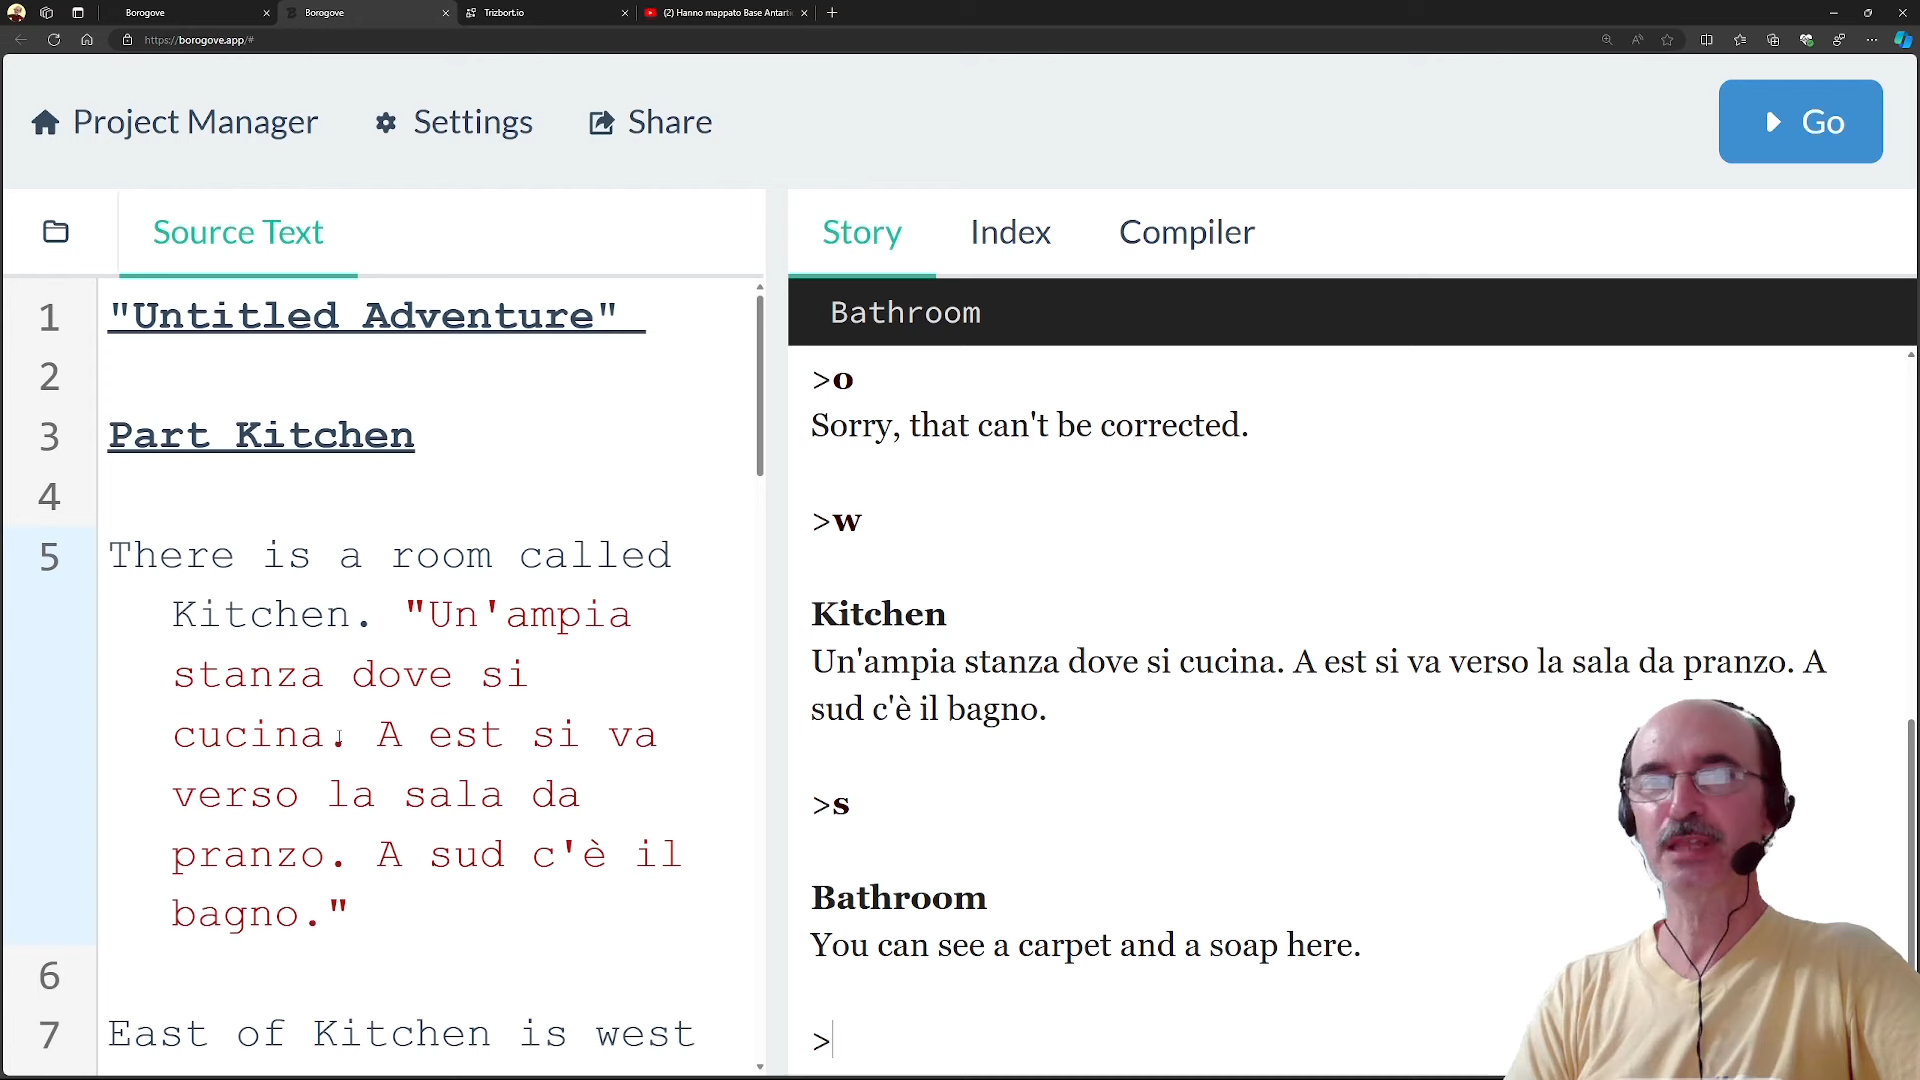 Borogove
Borogove
Trizbort.io
(2) Hanno mappato Base Antarti
https://borogove.app/#
Project Manager
Settings
Share
Go
Source Text
Story
Index
Compiler
1
"Untitled Adventure"
2
3
Part Kitchen
4
5
There is a room called
Kitchen. "Un'ampia
stanza dove si
cucina. A est si va
verso la sala da
pranzo. A sud c'è il
bagno."
6
7
East of Kitchen is west
Bathroom
>o
Sorry, that can't be corrected.
>w
Kitchen
Un'ampia stanza dove si cucina. A est si va verso la sala da pranzo. A
sud c'è il bagno.
>s
Bathroom
You can see a carpet and a soap here.
>